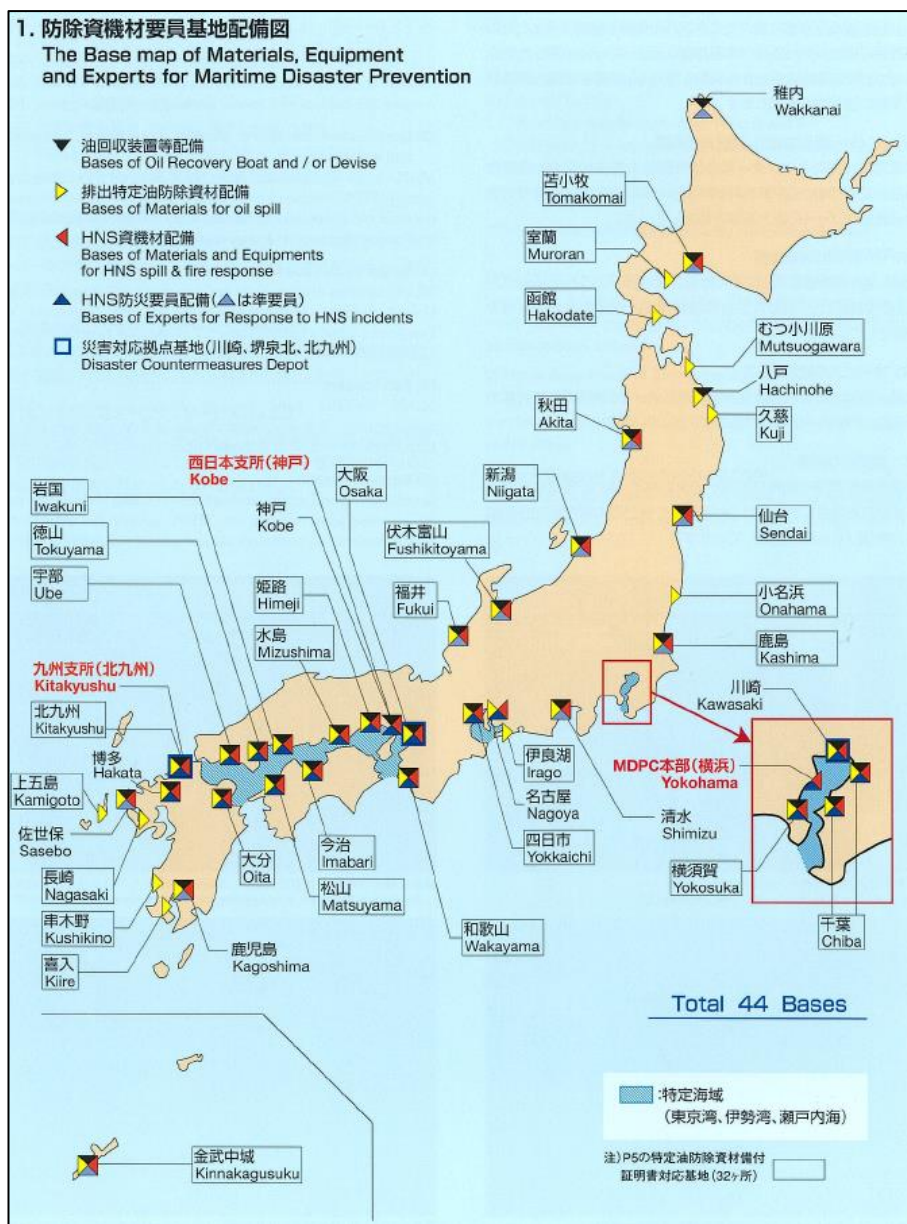 1. 防除資機材要員基地配備図
The Base map of Materials, Equipment
and Experts for Maritime Disaster Prevention
油回収装置等配備
Bases of Oil Recovery Boat and / or Devise
排出特定油防除資材配備
Bases of Materials for oil spill
HNS資機材配備
Bases of Materials and Equipments
for HNS spill & fire response
HNS防災要員配備(△は準要員)
Bases of Experts for Response to HNS incidents
災害対応拠点基地(川崎、堺泉北、北九州)
Disaster Countermeasures Depot
稚内
Wakkanai
苫小牧
Tomakomai
室蘭
Muroran
函館
Hakodate
むつ小川原
Mutsuogawara
八戸
Hachinohe
久慈
Kuji
秋田
Akita
西日本支所(神戸)
Kobe
大阪
Osaka
新潟
Niigata
岩国
Iwakuni
神戸
Kobe
仙台
Sendai
徳山
Tokuyama
伏木富山
Fushikitoyama
宇部
Ube
姫路
Himeji
福井
Fukui
小名浜
Onahama
水島
Mizushima
鹿島
Kashima
九州支所(北九州)
Kitakyushu
川崎
Kawasaki
北九州
Kitakyushu
博多
Hakata
伊良湖
Irago
MDPC本部(横浜)
Yokohama
上五島
Kamigoto
名古屋
Nagoya
佐世保
Sasebo
清水
Shimizu
今治
Imabari
四日市
Yokkaichi
大分
Oita
横須賀
Yokosuka
長崎
Nagasaki
松山
Matsuyama
串木野
Kushikino
和歌山
Wakayama
千葉
Chiba
鹿児島
Kagoshima
喜入
Kiire
Total 44 Bases
:特定海域
(東京湾、伊勢湾、瀬戸内海)
金武中城
Kinnakagusuku
注)P5の特定油防除資材備付
証明書対応基地(32ヶ所)